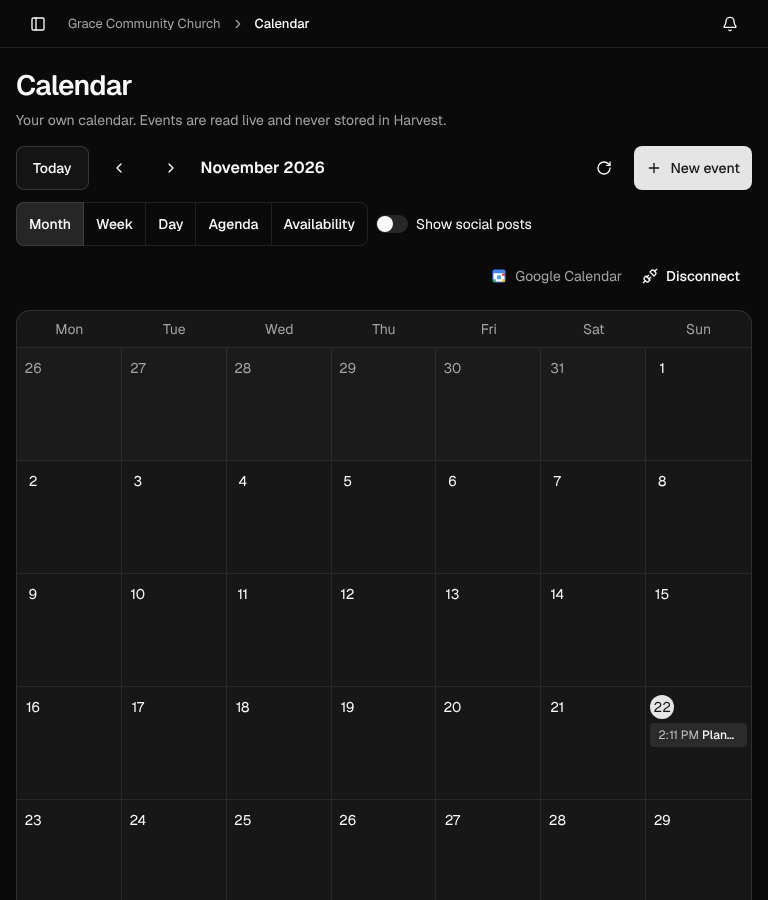 Grace Community Church > Calendar
Calendar
Your own calendar. Events are read live and never stored in Harvest.
Today < > November 2026 + New event
Month Week Day Agenda Availability Show social posts
Google Calendar Disconnect
Mon Tue Wed Thu Fri Sat Sun
26 27 28 29 30 31 1
2 3 4 5 6 7 8
9 10 11 12 13 14 15
16 17 18 19 20 21 22
2:11 PM Plan...
23 24 25 26 27 28 29